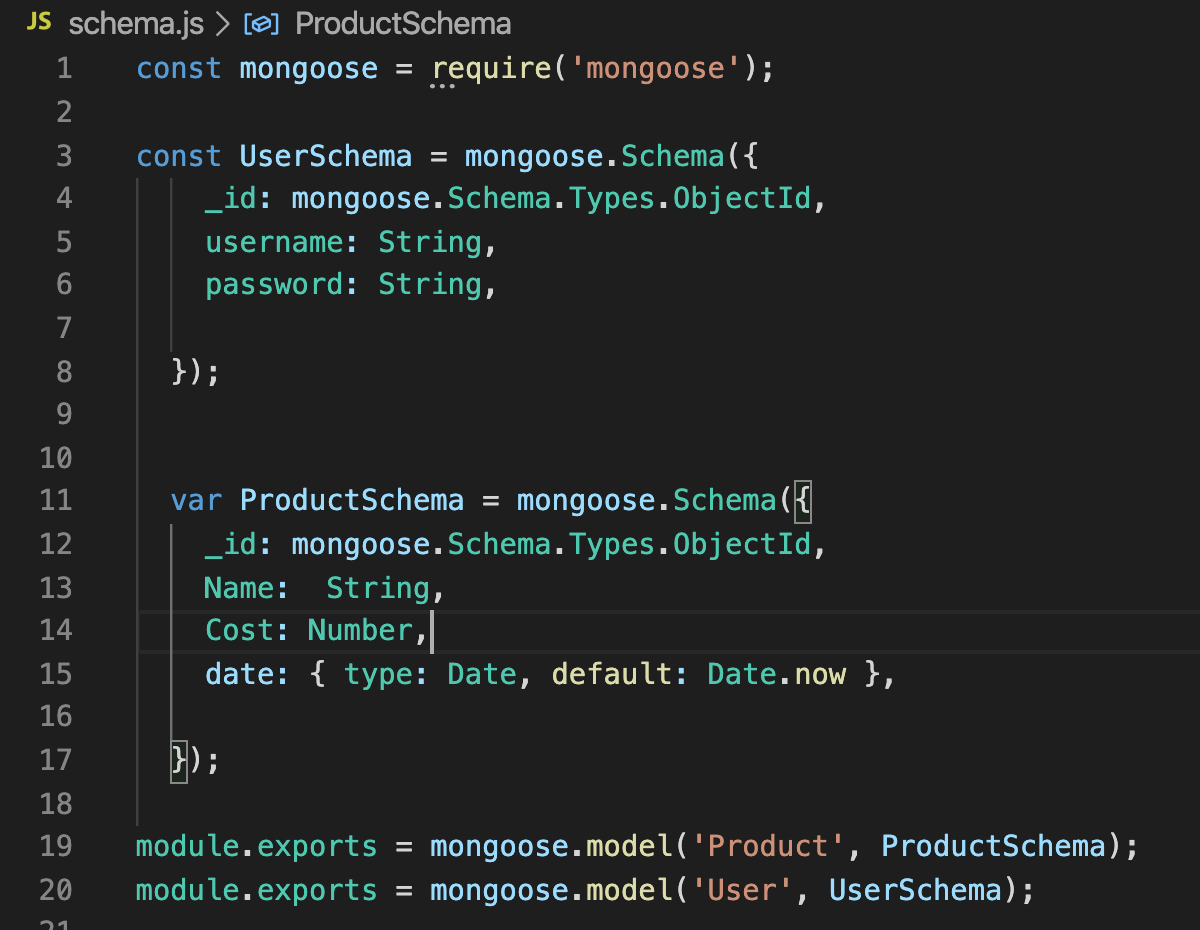 JS schema.js > ProductSchema
1 const mongoose = require('mongoose');
2
3 const UserSchema = mongoose.Schema({
4 _id: mongoose.Schema.Types.ObjectId,
5 username: String,
6 password: String,
7
8 });
9
10
11 var ProductSchema = mongoose.Schema({
12 _id: mongoose.Schema.Types.ObjectId,
13 Name:  String,
14 Cost: Number,
15 date: { type: Date, default: Date.now },
16
17 });
18
19 module.exports = mongoose.model('Product', ProductSchema);
20 module.exports = mongoose.model('User', UserSchema);
21